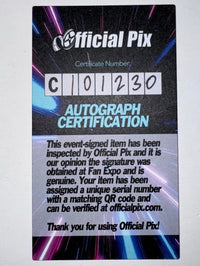 Official Pix
Certificate Number:
C101230
AUTOGRAPH
CERTIFICATION
This event-signed item has been
inspected by Official Pix and it is
our opinion the signature was
obtained at Fan Expo and is
genuine. Your item has been
assigned a unique serial number
with a matching QR code and
can be verified at officialpix.com.
Thank you for using Official Pix!